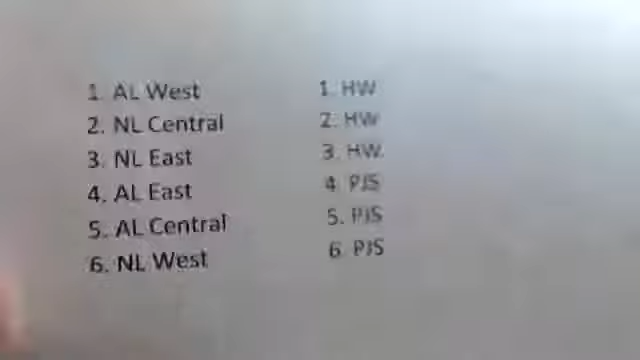 1. AL West 1. HW
2. NL Central 2. HW
3. NL East 3. HW
4. AL East 4. PJS
5. AL Central 5. PJS
6. NL West 6. PJS